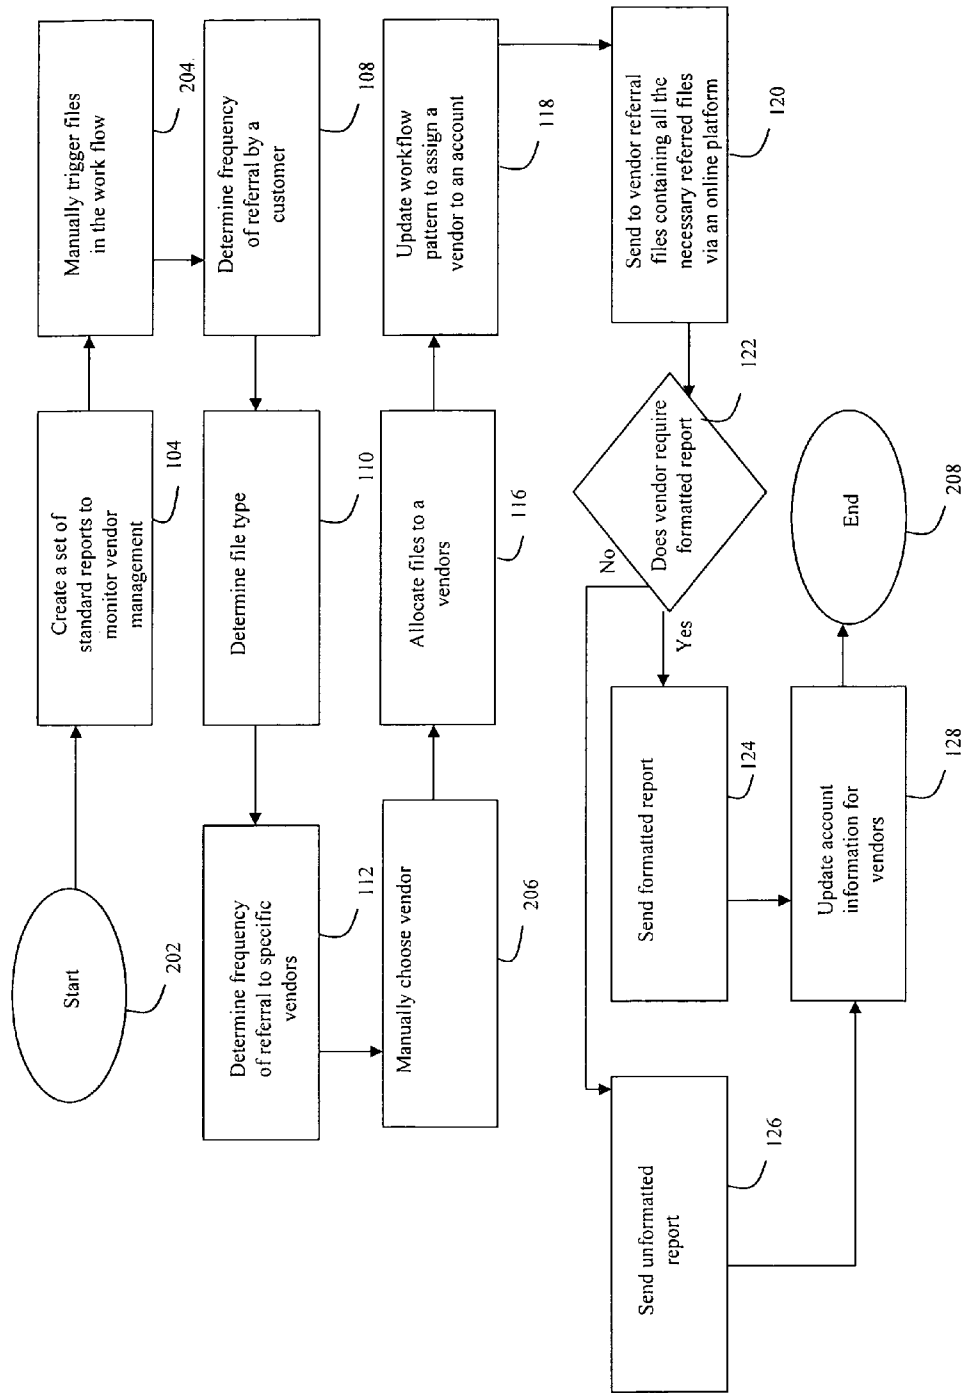 Start
202
Create a set of
standard reports to
monitor vendor
management
104
Manually trigger files
in the work flow
204
Determine frequency
of referral by a
customer
108
Determine file type
110
Determine frequency
of referral to specific
vendors
112
Manually choose vendor
206
Allocate files to a
vendors
116
Update workflow
pattern to assign a
vendor to an account
118
Send to vendor referral
files containing all the
necessary referred files
via an online platform
120
Does vendor require
formatted report
122
No
Yes
Send formatted report
124
Send unformatted
report
126
Update account
information for
vendors
128
End
208